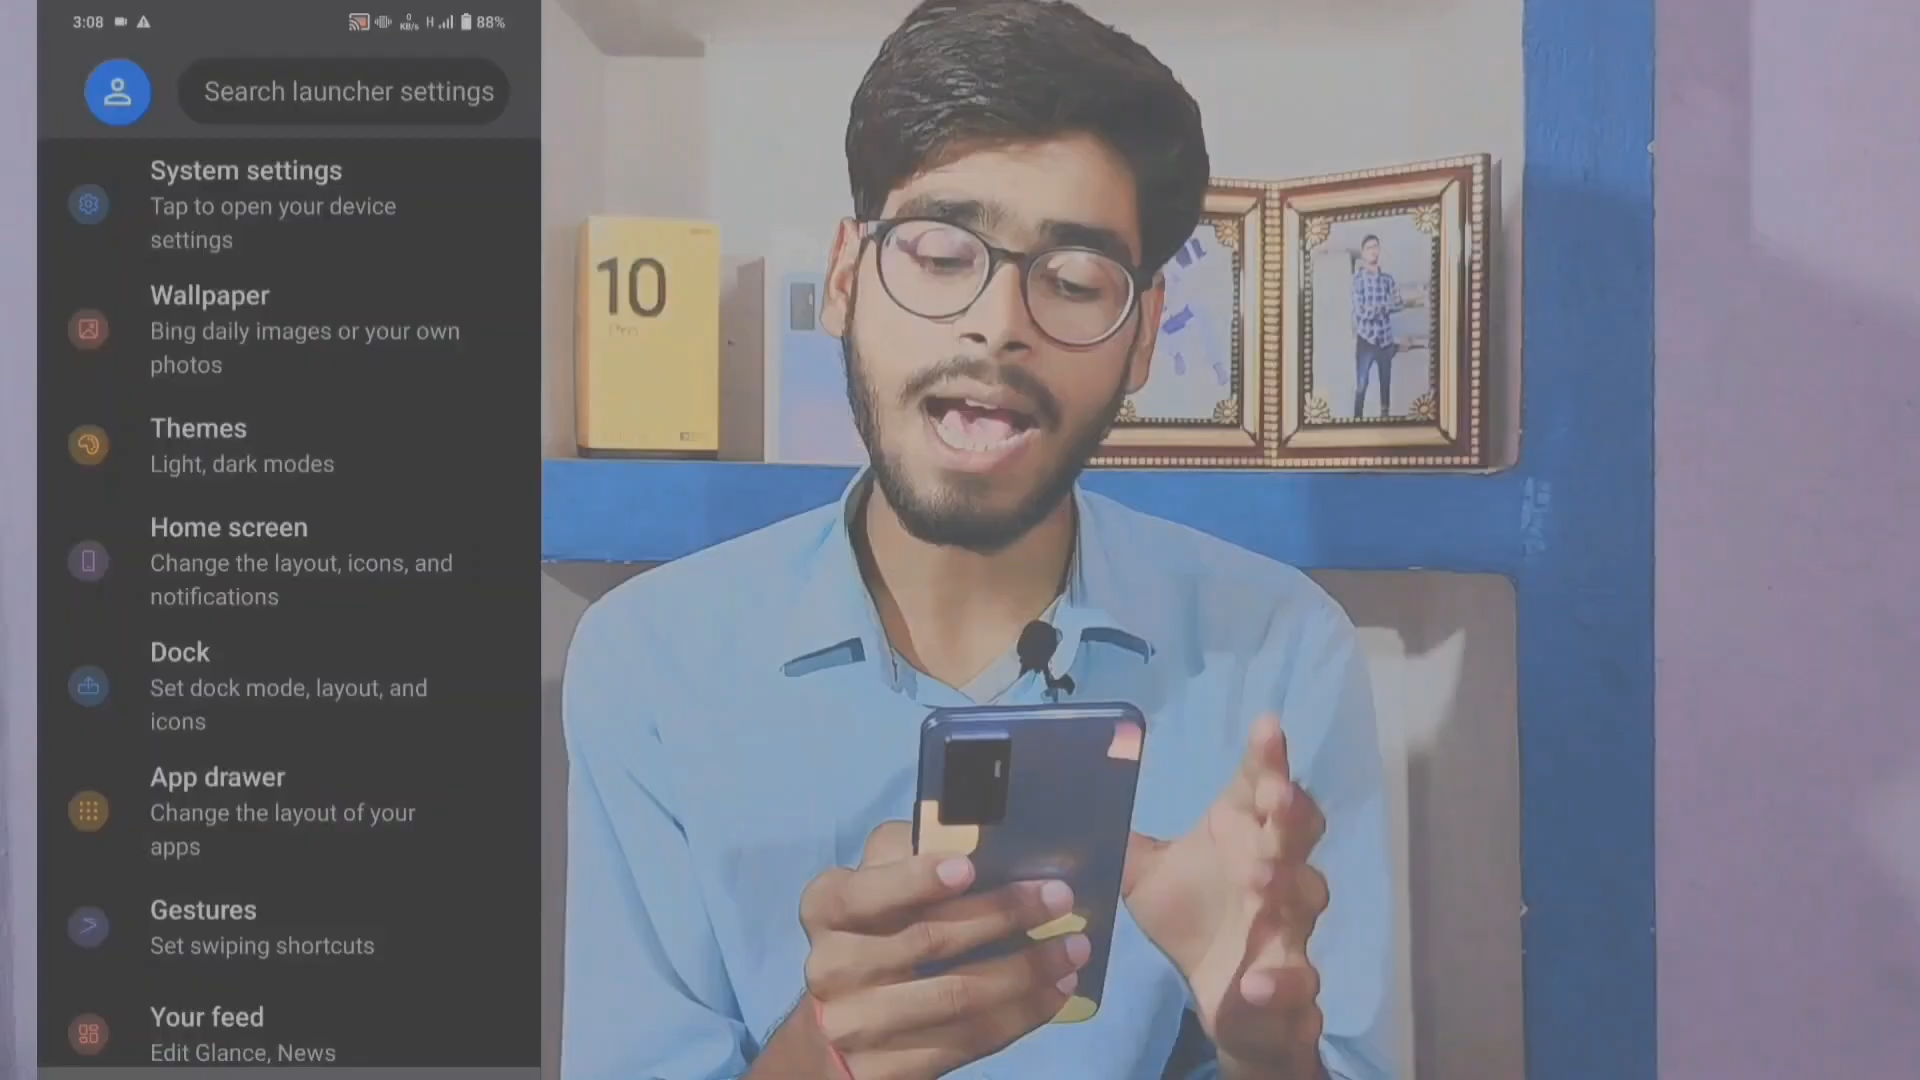 3:08
0
KB/s
H
88%
Search launcher settings
System settings
Tap to open your device
settings
Wallpaper
Bing daily images or your own
photos
Themes
Light, dark modes
Home screen
Change the layout, icons, and
notifications
Dock
Set dock mode, layout, and
icons
App drawer
Change the layout of your
apps
Gestures
Set swiping shortcuts
Your feed
Edit Glance, News
10
Pro